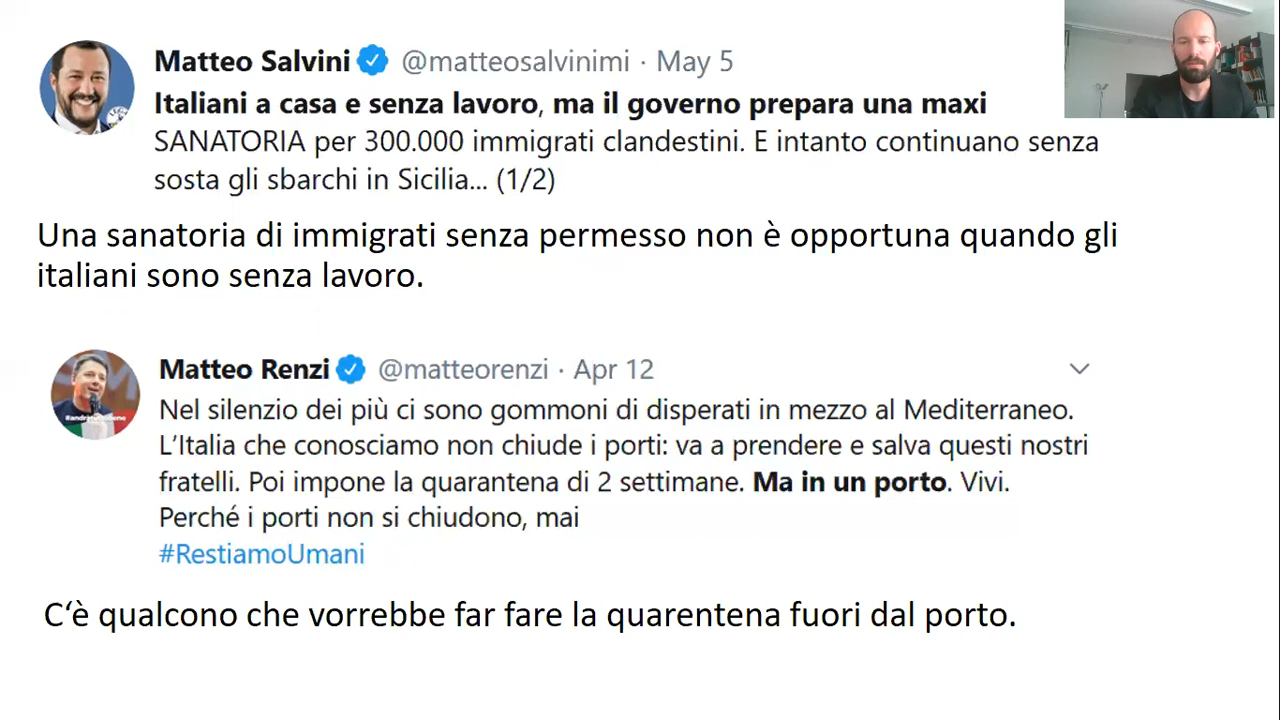 Matteo Salvini @matteosalvinimi · May 5
Italiani a casa e senza lavoro, ma il governo prepara una maxi
SANATORIA per 300.000 immigrati clandestini. E intanto continuano senza
sosta gli sbarchi in Sicilia... (1/2)
Una sanatoria di immigrati senza permesso non è opportuna quando gli
italiani sono senza lavoro.
Matteo Renzi @matteorenzi · Apr 12
Nel silenzio dei più ci sono gommoni di disperati in mezzo al Mediterraneo.
L’Italia che conosciamo non chiude i porti: va a prendere e salva questi nostri
fratelli. Poi impone la quarantena di 2 settimane. Ma in un porto. Vivi.
Perché i porti non si chiudono, mai
#RestiamoUmani
C‘è qualcono che vorrebbe far fare la quarentena fuori dal porto.